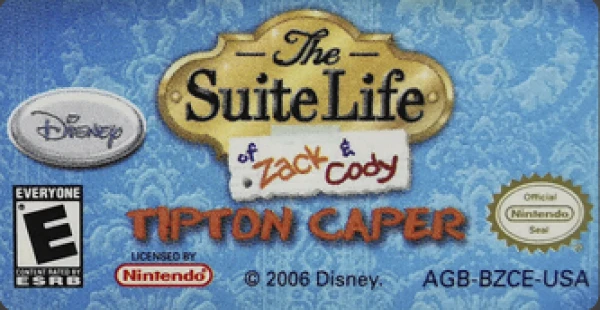 The
Suite Life
of Zack & Cody
TIPTON CAPER
Disney
EVERYONE
E
CONTENT RATED BY
ESRB
LICENSED BY
Nintendo
© 2006 Disney.
Official
Nintendo
Seal
AGB-BZCE-USA